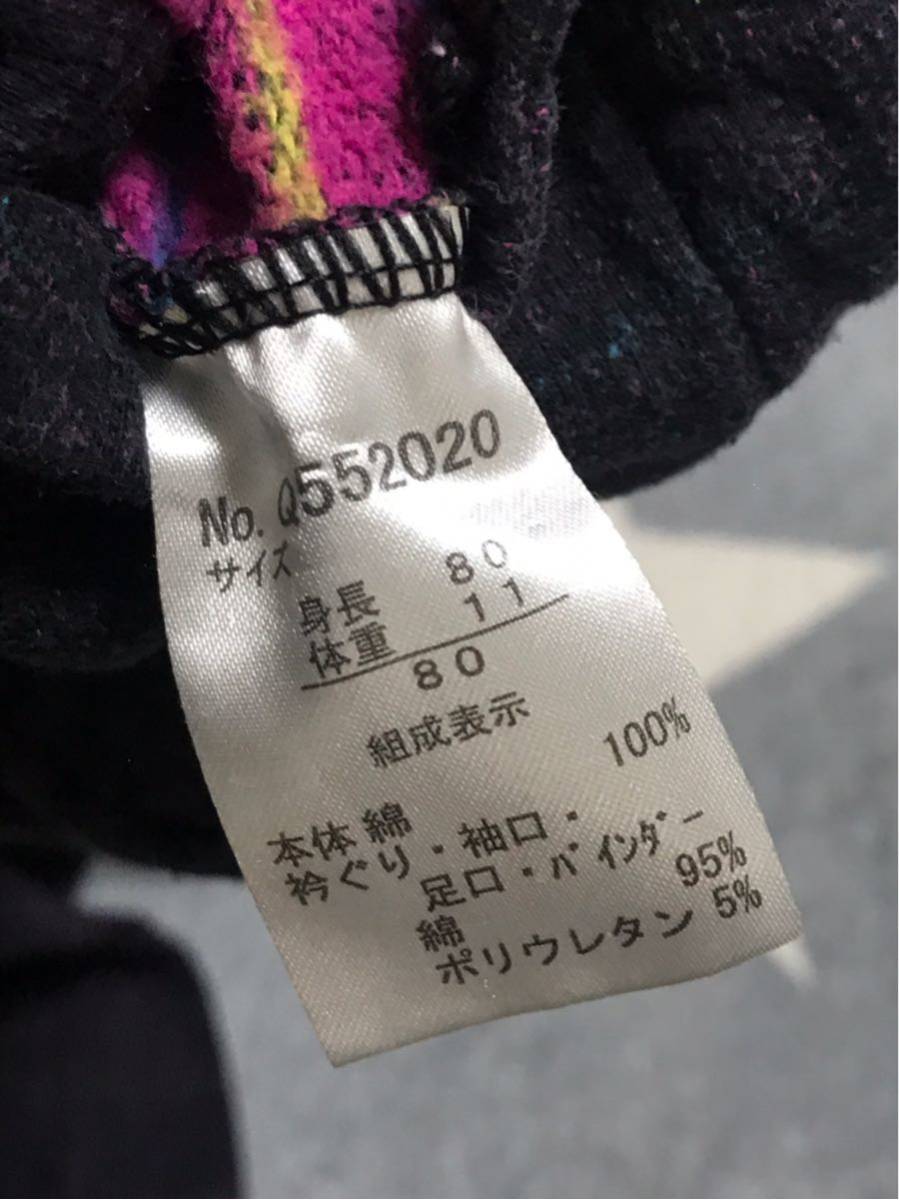 No. Q552020
サイズ
身長 80
体重 11
80
組成表示
本体 綿 100%
衿ぐり・袖口・
足口・バインダー
綿 95%
ポリウレタン 5%